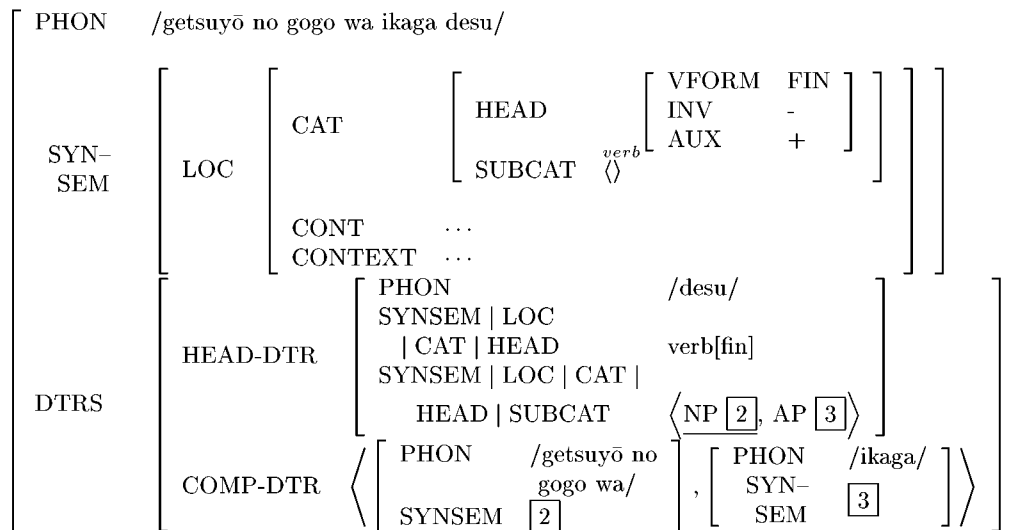 PHON /getsuyō no gogo wa ikaga desu/
VFORM FIN
HEAD INV -
CAT AUX +
SYN– verb
LOC SUBCAT ⟨⟩
SEM
CONT ···
CONTEXT ···
PHON /desu/
SYNSEM | LOC
HEAD-DTR | CAT | HEAD verb[fin]
SYNSEM | LOC | CAT |
DTRS HEAD | SUBCAT ⟨NP 2, AP 3⟩
PHON /getsuyō no PHON /ikaga/
COMP-DTR ⟨ gogo wa/ , SYN– 3 ⟩
SYNSEM 2 SEM